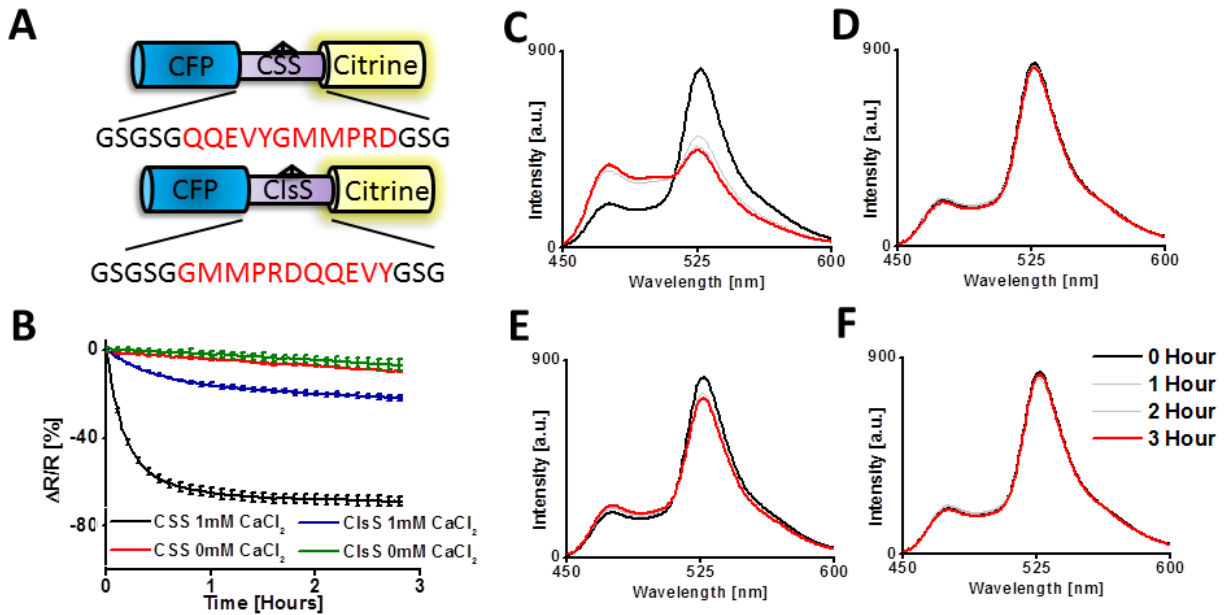 A
CFP
CSS
Citrine
GSGSGQQEVYGMMPRDGSG
CFP
CIsS
Citrine
GSGSGGMMPRDQQEVYGSG
B
0
-40
-80
ΔR/R [%]
CSS 1mM CaCl2
CIsS 1mM CaCl2
CSS 0mM CaCl2
CIsS 0mM CaCl2
0
1
2
3
Time [Hours]
C
900
0
Intensity [a.u.]
450
525
600
Wavelength [nm]
D
900
0
Intensity [a.u.]
450
525
600
Wavelength [nm]
E
900
0
Intensity [a.u.]
450
525
600
Wavelength [nm]
F
900
0
Intensity [a.u.]
450
525
600
Wavelength [nm]
0 Hour
1 Hour
2 Hour
3 Hour